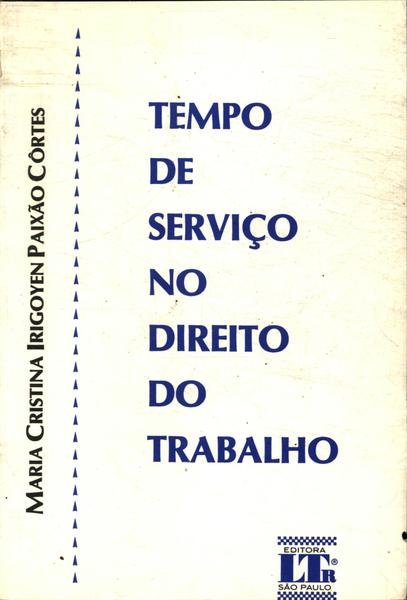 MARIA CRISTINA IRIGOYEN PAIXÃO CÔRTES
TEMPO
DE
SERVIÇO
NO
DIREITO
DO
TRABALHO
EDITORA
LTR®
SÃO PAULO